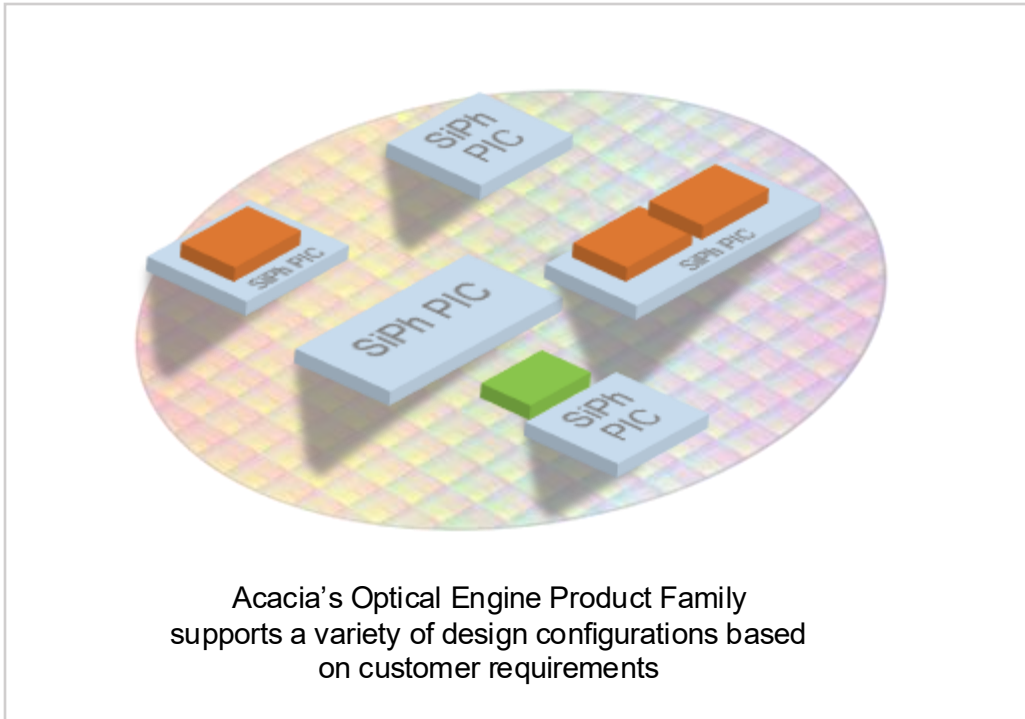 SiPh
PIC
SiPh PIC
SiPh PIC
SiPh PIC
SiPh
PIC
Acacia’s Optical Engine Product Family
supports a variety of design configurations based
on customer requirements